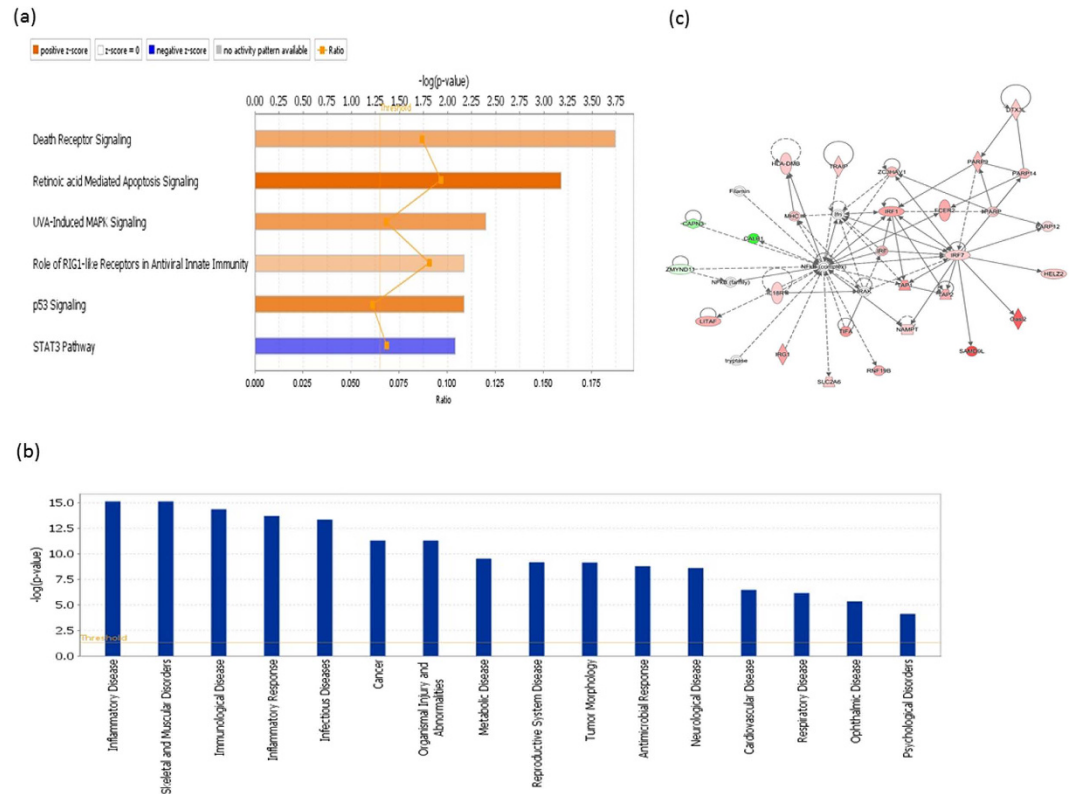 (a)
positive z-score
z-score = 0
negative z-score
no activity pattern available
Ratio
-log(p-value)
0.00 0.25 0.50 0.75 1.00 1.25 1.50 1.75 2.00 2.25 2.50 2.75 3.00 3.25 3.50 3.75
Threshold
Death Receptor Signaling
Retinoic acid Mediated Apoptosis Signaling
UVA-Induced MAPK Signaling
Role of RIG1-like Receptors in Antiviral Innate Immunity
p53 Signaling
STAT3 Pathway
0.000 0.025 0.050 0.075 0.100 0.125 0.150 0.175
Ratio
(c)
DTX3L
HLA-DMB
TRAIP
ZC3HAV1
PARP9
PARP14
Filamin
MHC
IRF1
FCER2
PARP
CAPN3
CALB1
IRF
PARP12
ZMYND11
IRF7
NFkB (family)
HELZ2
TAP1
TAP2
LITAF
TIFA
NAMPT
tryptase
IRG1
SAMD9L
SLC2A6
RNF19B
(b)
-log(p-value)
15.0
12.5
10.0
7.5
5.0
2.5
0.0
Threshold
Inflammatory Disease
Skeletal and Muscular Disorders
Immunological Disease
Inflammatory Response
Infectious Diseases
Cancer
Organismal Injury and
Abnormalities
Metabolic Disease
Reproductive System Disease
Tumor Morphology
Antimicrobial Response
Neurological Disease
Cardiovascular Disease
Respiratory Disease
Ophthalmic Disease
Psychological Disorders